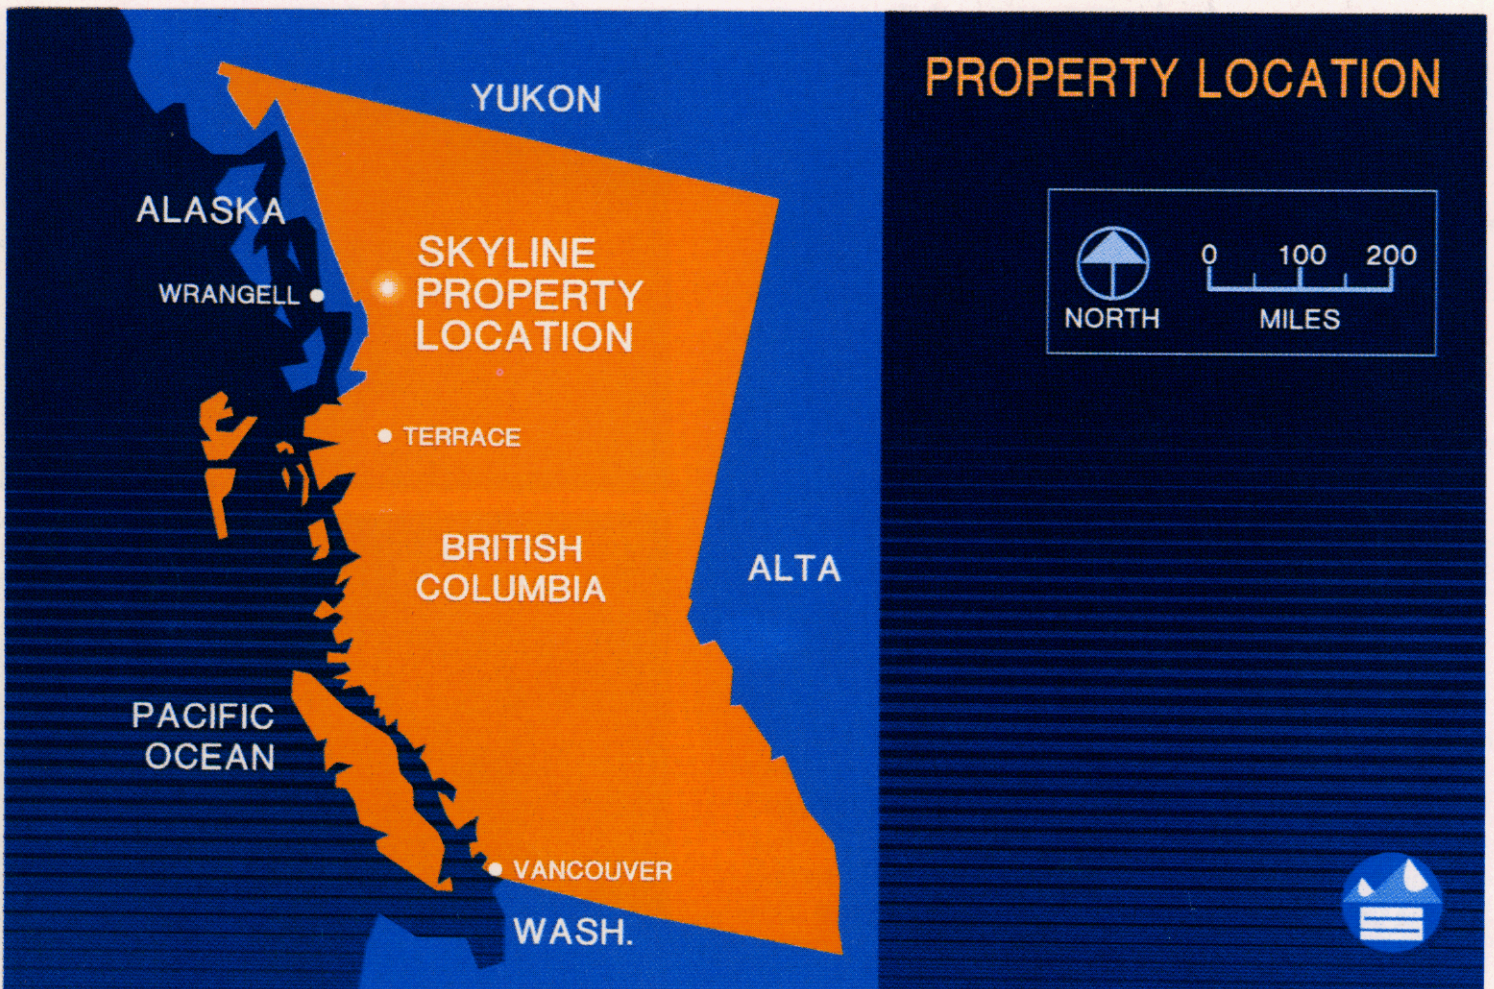 PROPERTY LOCATION
YUKON
ALASKA
SKYLINE
PROPERTY
LOCATION
WRANGELL
0 100 200
NORTH
MILES
TERRACE
BRITISH
COLUMBIA
ALTA
PACIFIC
OCEAN
VANCOUVER
WASH.